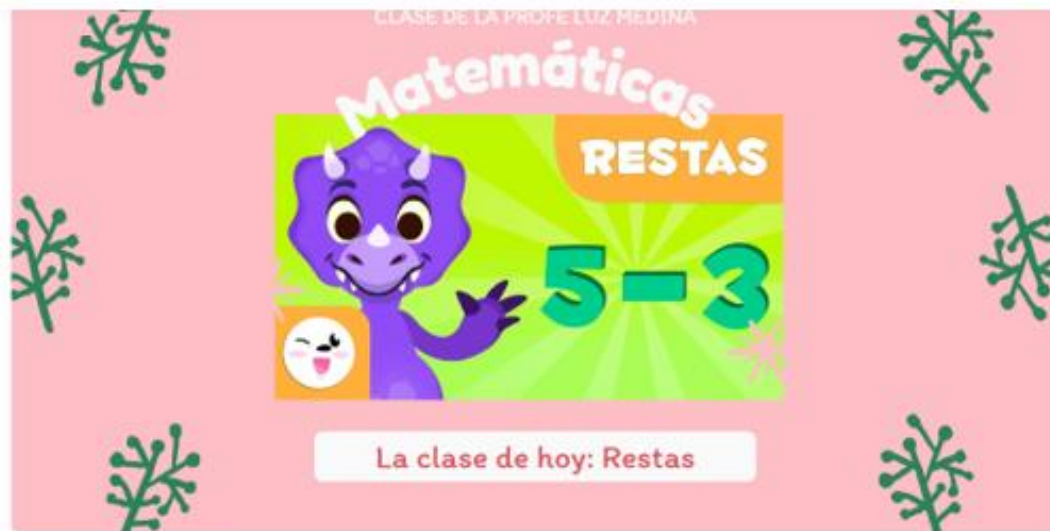 CLASE DE LA PROFE LUZ MEDINA
Matemáticas
RESTAS
5-3
La clase de hoy: Restas